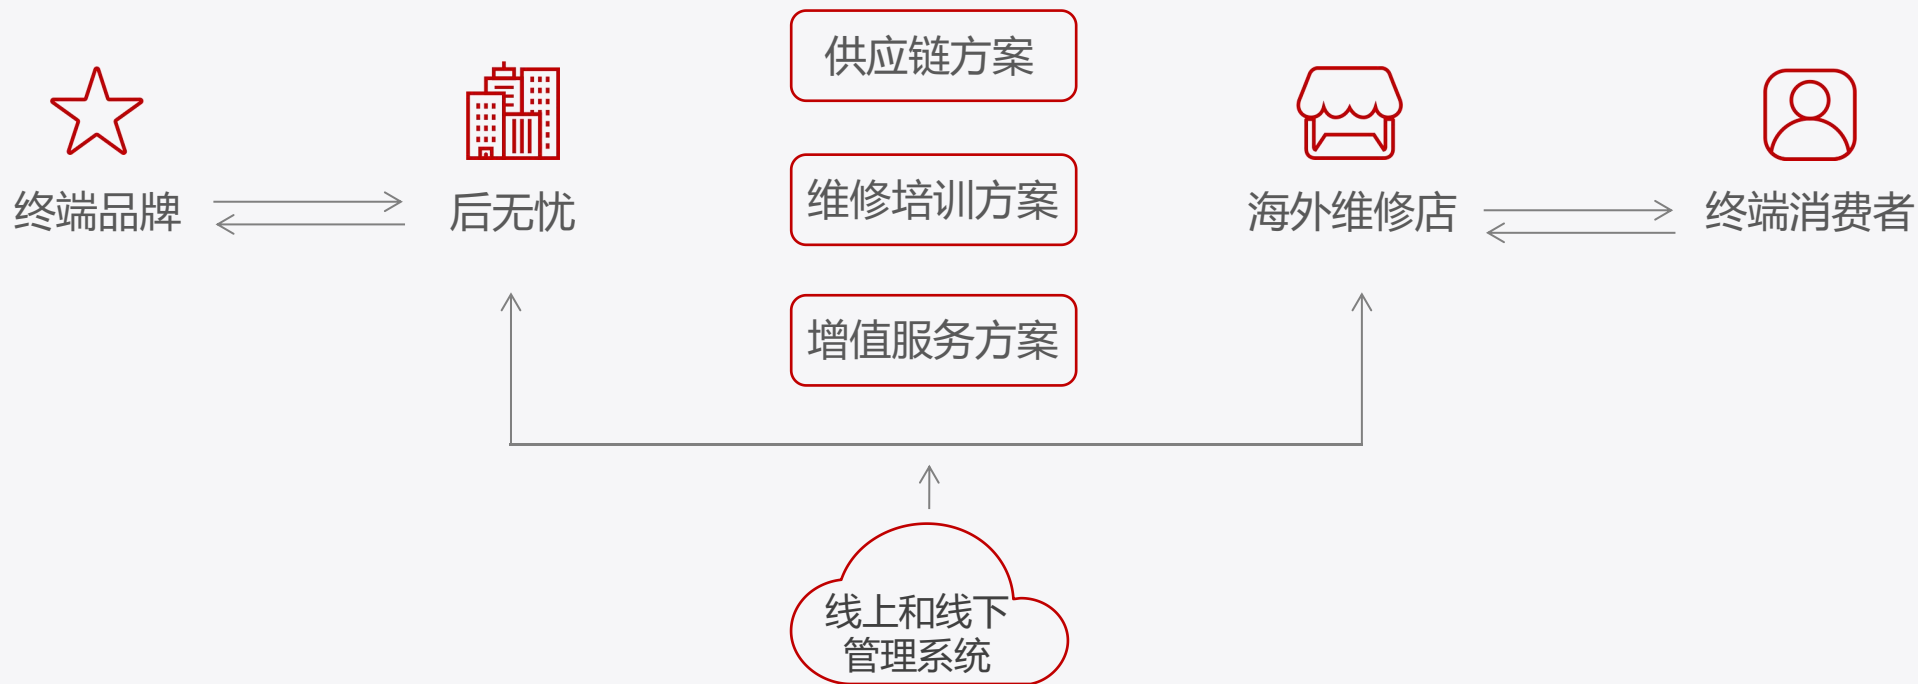 供应链方案
维修培训方案
增值服务方案
终端品牌
后无忧
海外维修店
终端消费者
线上和线下
管理系统